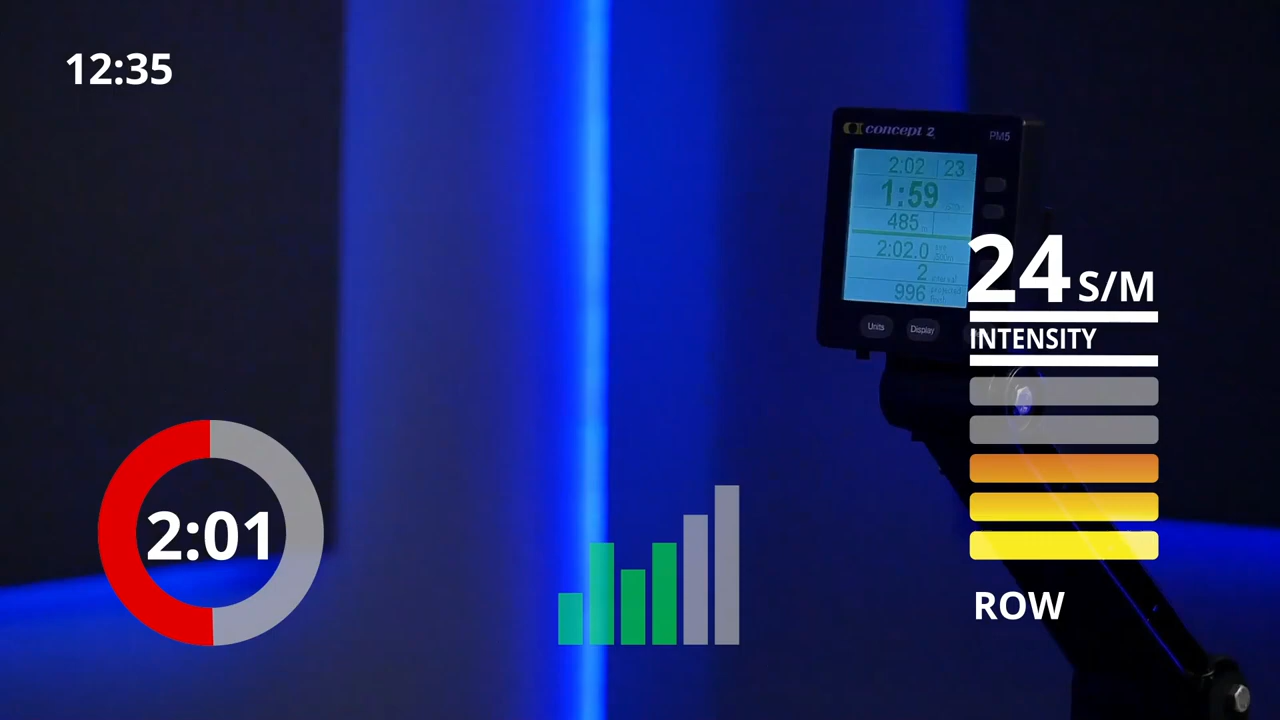 12:35
concept 2
PM5
2:02 23
1:59
485 m
2:02.0
2
996
Units
Display
24 S/M
INTENSITY
2:01
ROW